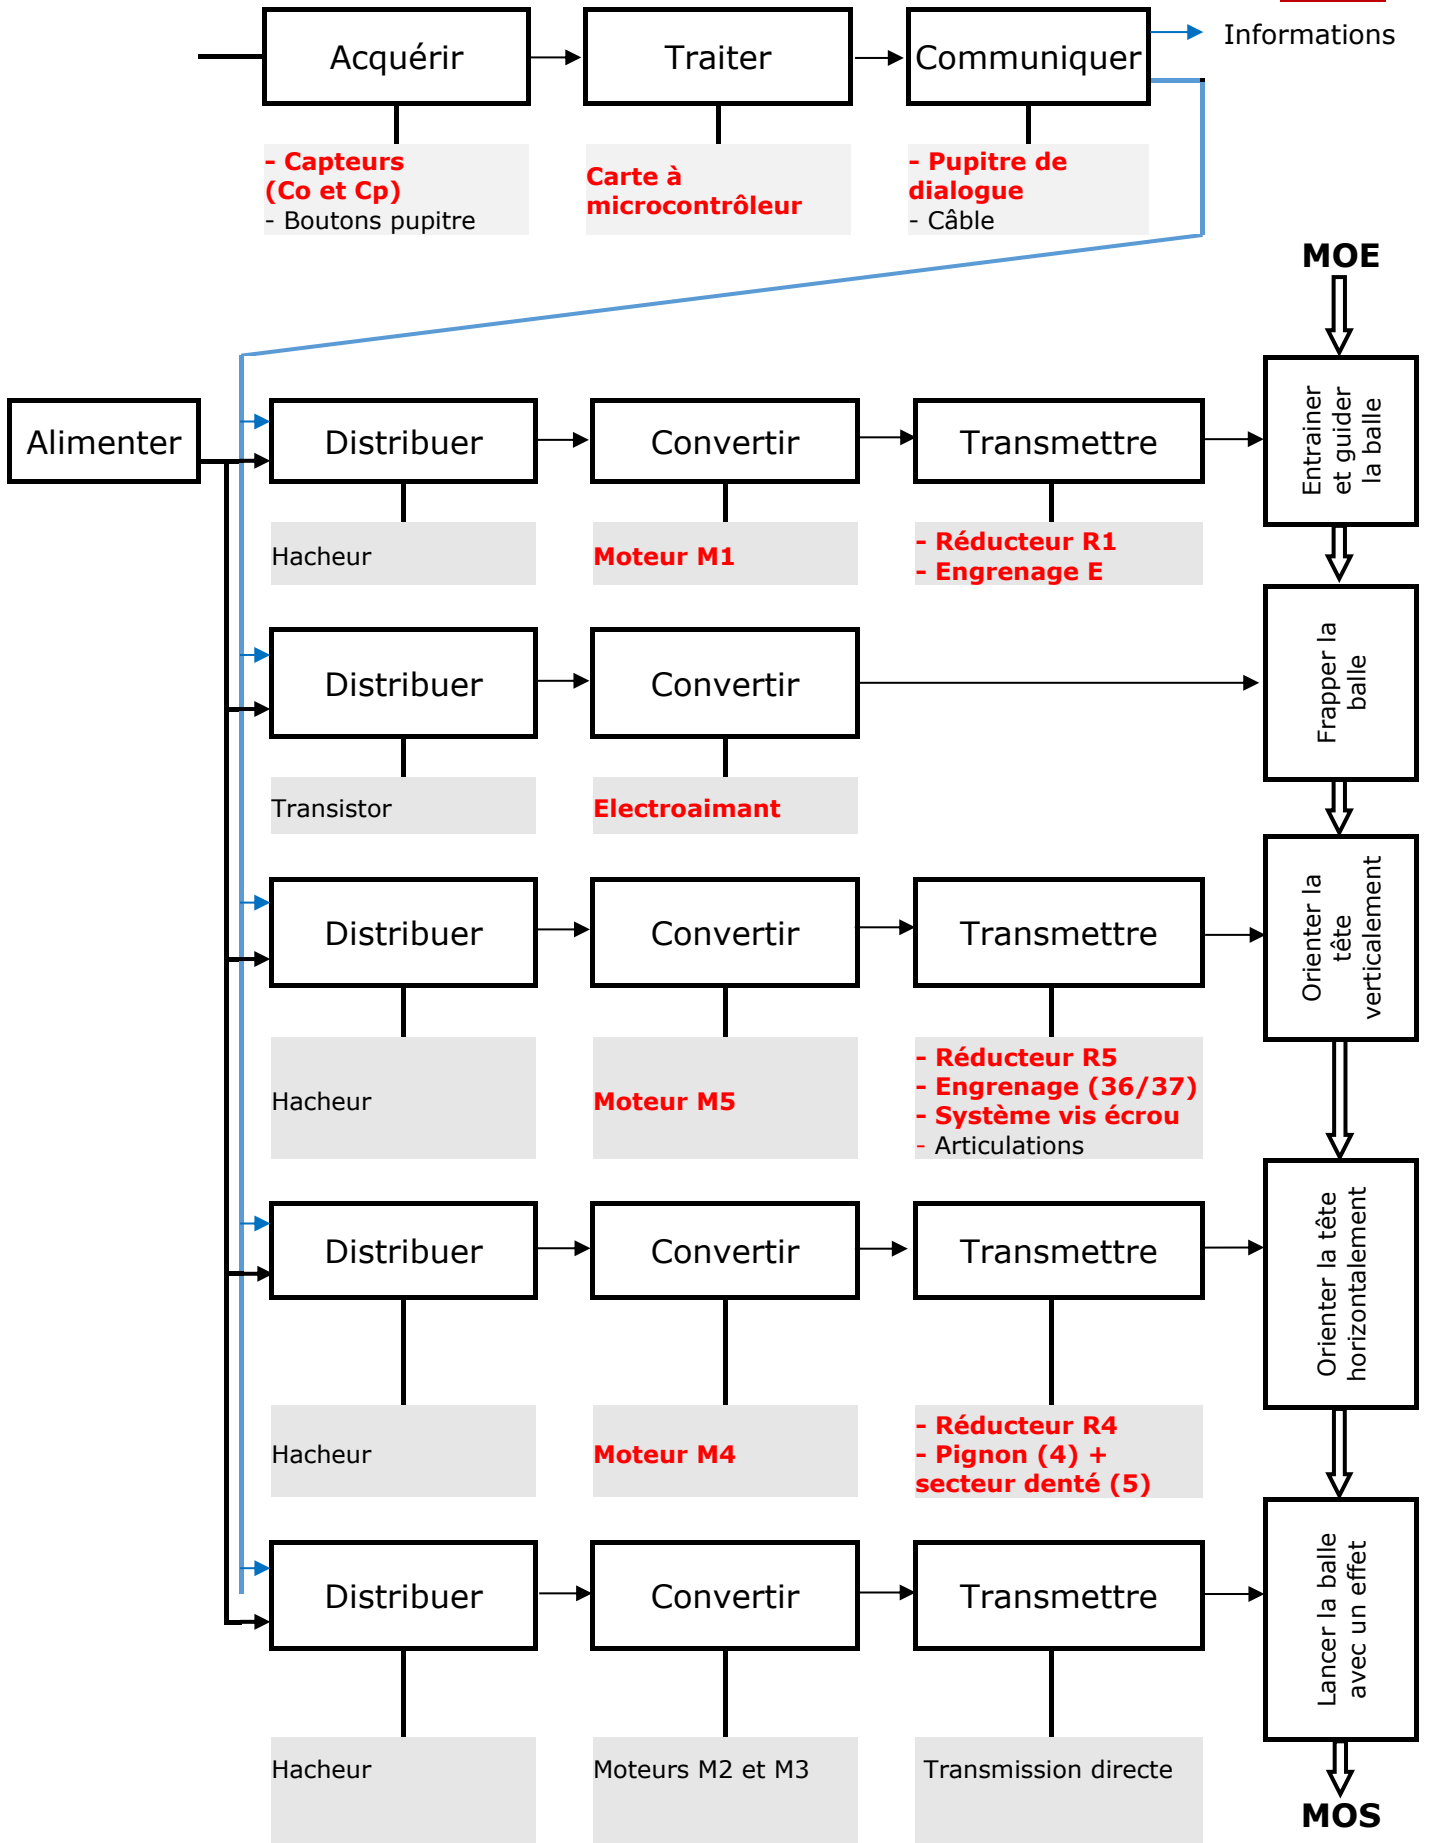 Acquérir
Traiter
Communiquer
Informations
- Capteurs
(Co et Cp)
- Boutons pupitre
Carte à
microcontrôleur
- Pupitre de
dialogue
- Câble
MOE
Alimenter
Distribuer
Convertir
Transmettre
Entrainer
et guider
la balle
Hacheur
Moteur M1
- Réducteur R1
- Engrenage E
Distribuer
Convertir
Frapper la
balle
Transistor
Electroaimant
Distribuer
Convertir
Transmettre
Orienter la
tête
verticalement
Hacheur
Moteur M5
- Réducteur R5
- Engrenage (36/37)
- Système vis écrou
- Articulations
Distribuer
Convertir
Transmettre
Orienter la tête
horizontalement
Hacheur
Moteur M4
- Réducteur R4
- Pignon (4) +
secteur denté (5)
Distribuer
Convertir
Transmettre
Lancer la balle
avec un effet
Hacheur
Moteurs M2 et M3
Transmission directe
MOS